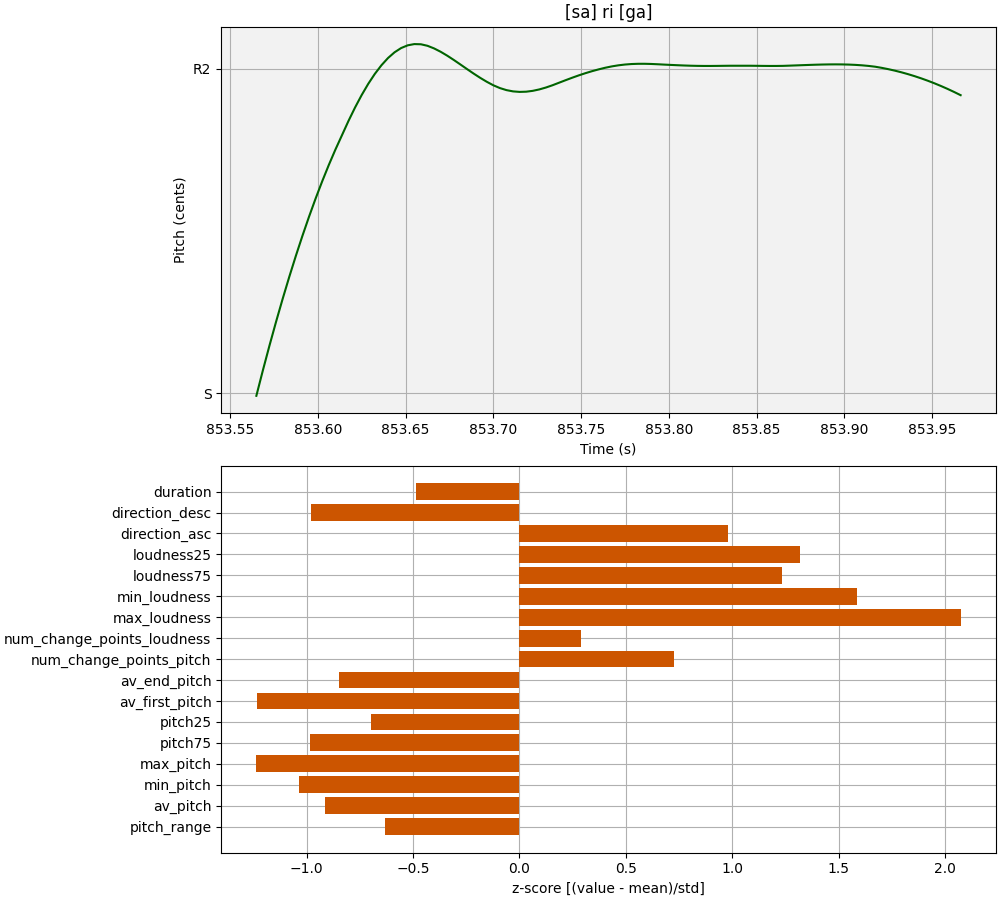 [sa] ri [ga]
R2
S
Pitch (cents)
853.55 853.60 853.65 853.70 853.75 853.80 853.85 853.90 853.95
Time (s)
duration
direction_desc
direction_asc
loudness25
loudness75
min_loudness
max_loudness
num_change_points_loudness
num_change_points_pitch
av_end_pitch
av_first_pitch
pitch25
pitch75
max_pitch
min_pitch
av_pitch
pitch_range
−1.0 −0.5 0.0 0.5 1.0 1.5 2.0
z-score [(value - mean)/std]